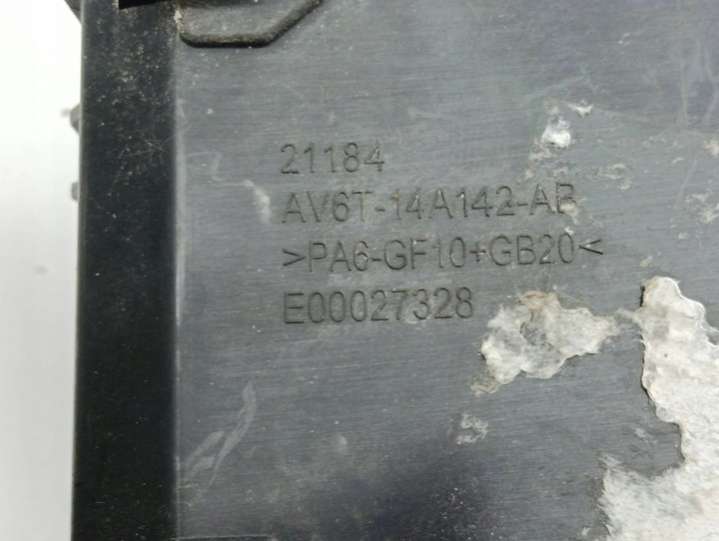 21184
AV6T-14A142-AB
>PA6-GF10+GB20<
E00027328